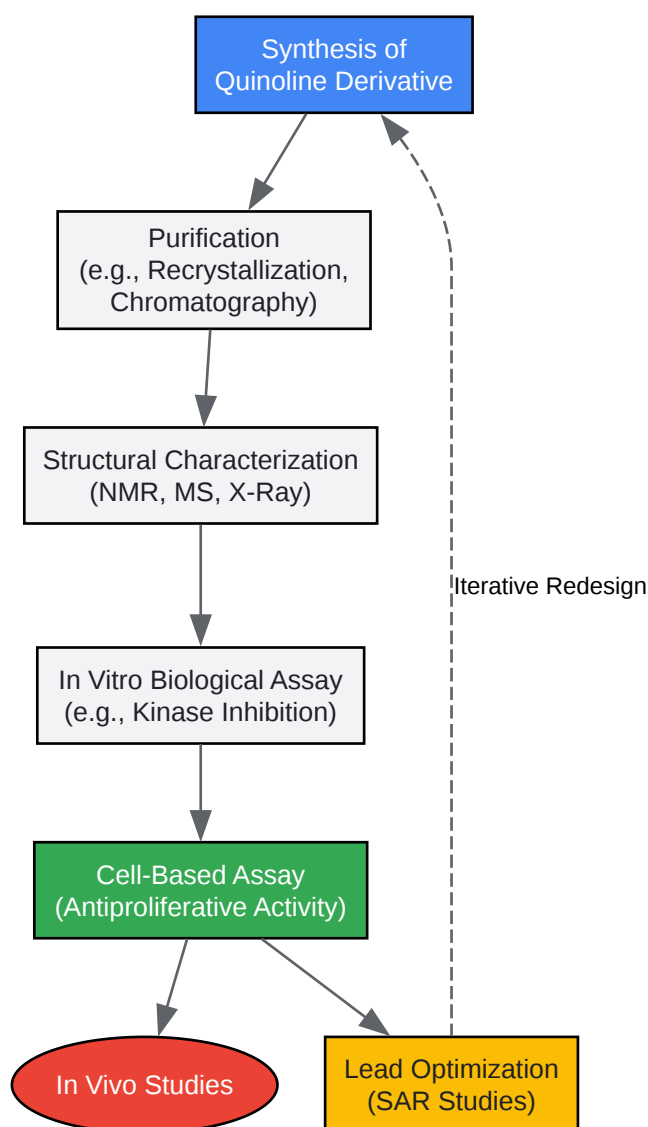 Synthesis of
Quinoline Derivative
Purification
(e.g., Recrystallization,
Chromatography)
Structural Characterization
(NMR, MS, X-Ray)
Iterative Redesign
In Vitro Biological Assay
(e.g., Kinase Inhibition)
Cell-Based Assay
(Antiproliferative Activity)
In Vivo Studies
Lead Optimization
(SAR Studies)